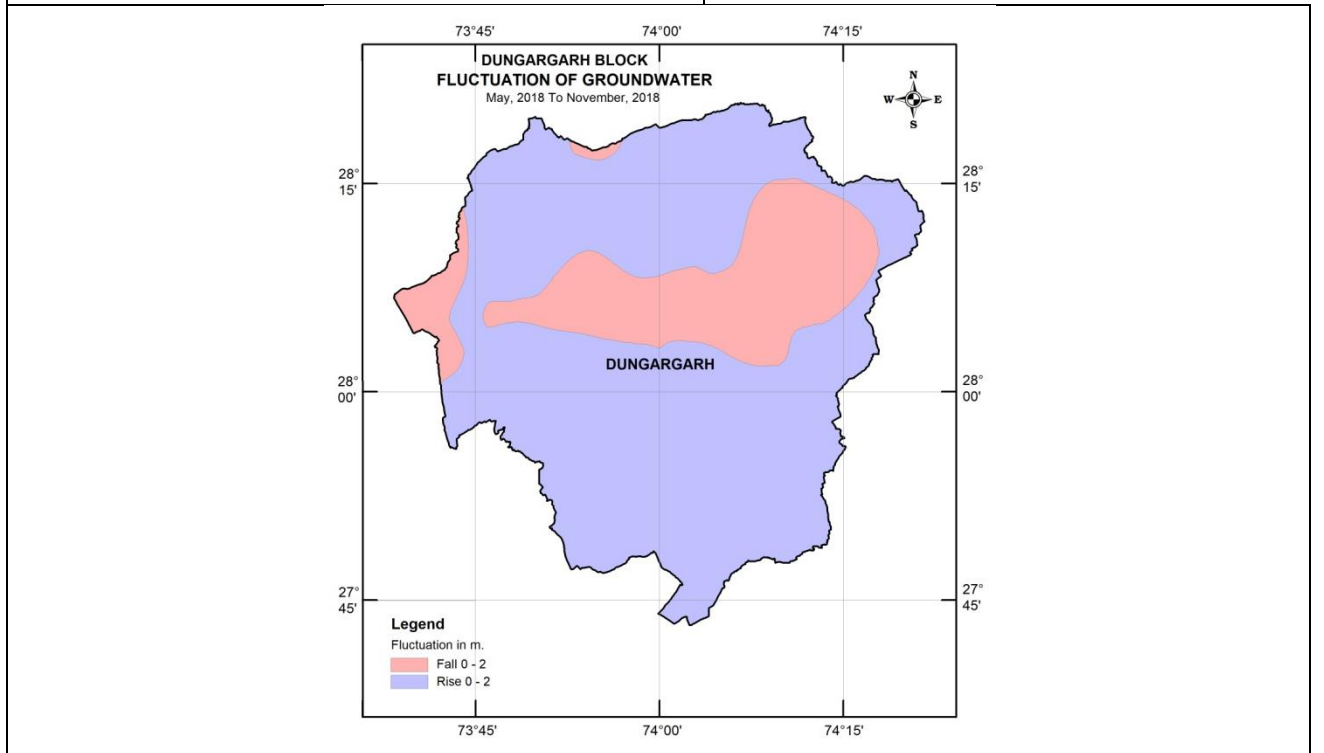 73°45'
74°00'
74°15'
DUNGARGARH BLOCK
FLUCTUATION OF GROUNDWATER
May, 2018 To November, 2018
N
W E
S
28°
15'
28°
15'
DUNGARGARH
28°
00'
28°
00'
27°
45'
27°
45'
Legend
Fluctuation in m.
Fall 0 - 2
Rise 0 - 2
73°45'
74°00'
74°15'